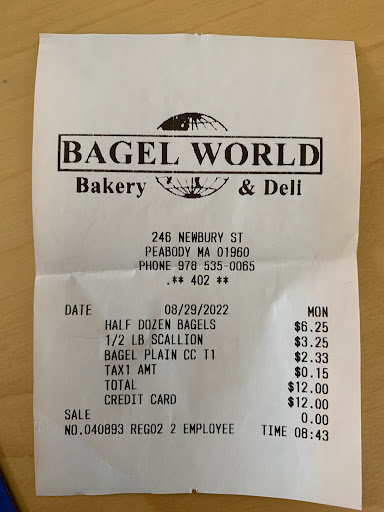 BAGEL WORLD
Bakery & Deli
246 NEWBURY ST
PEABODY MA 01960
PHONE 978 535-0065
.** 402 **
DATE 08/29/2022 MON
HALF DOZEN BAGELS $6.25
1/2 LB SCALLION $3.25
BAGEL PLAIN CC T1 $2.33
TAX1 AMT $0.15
TOTAL $12.00
CREDIT CARD $12.00
SALE 0.00
NO.040893 REG02 2 EMPLOYEE TIME 08:43